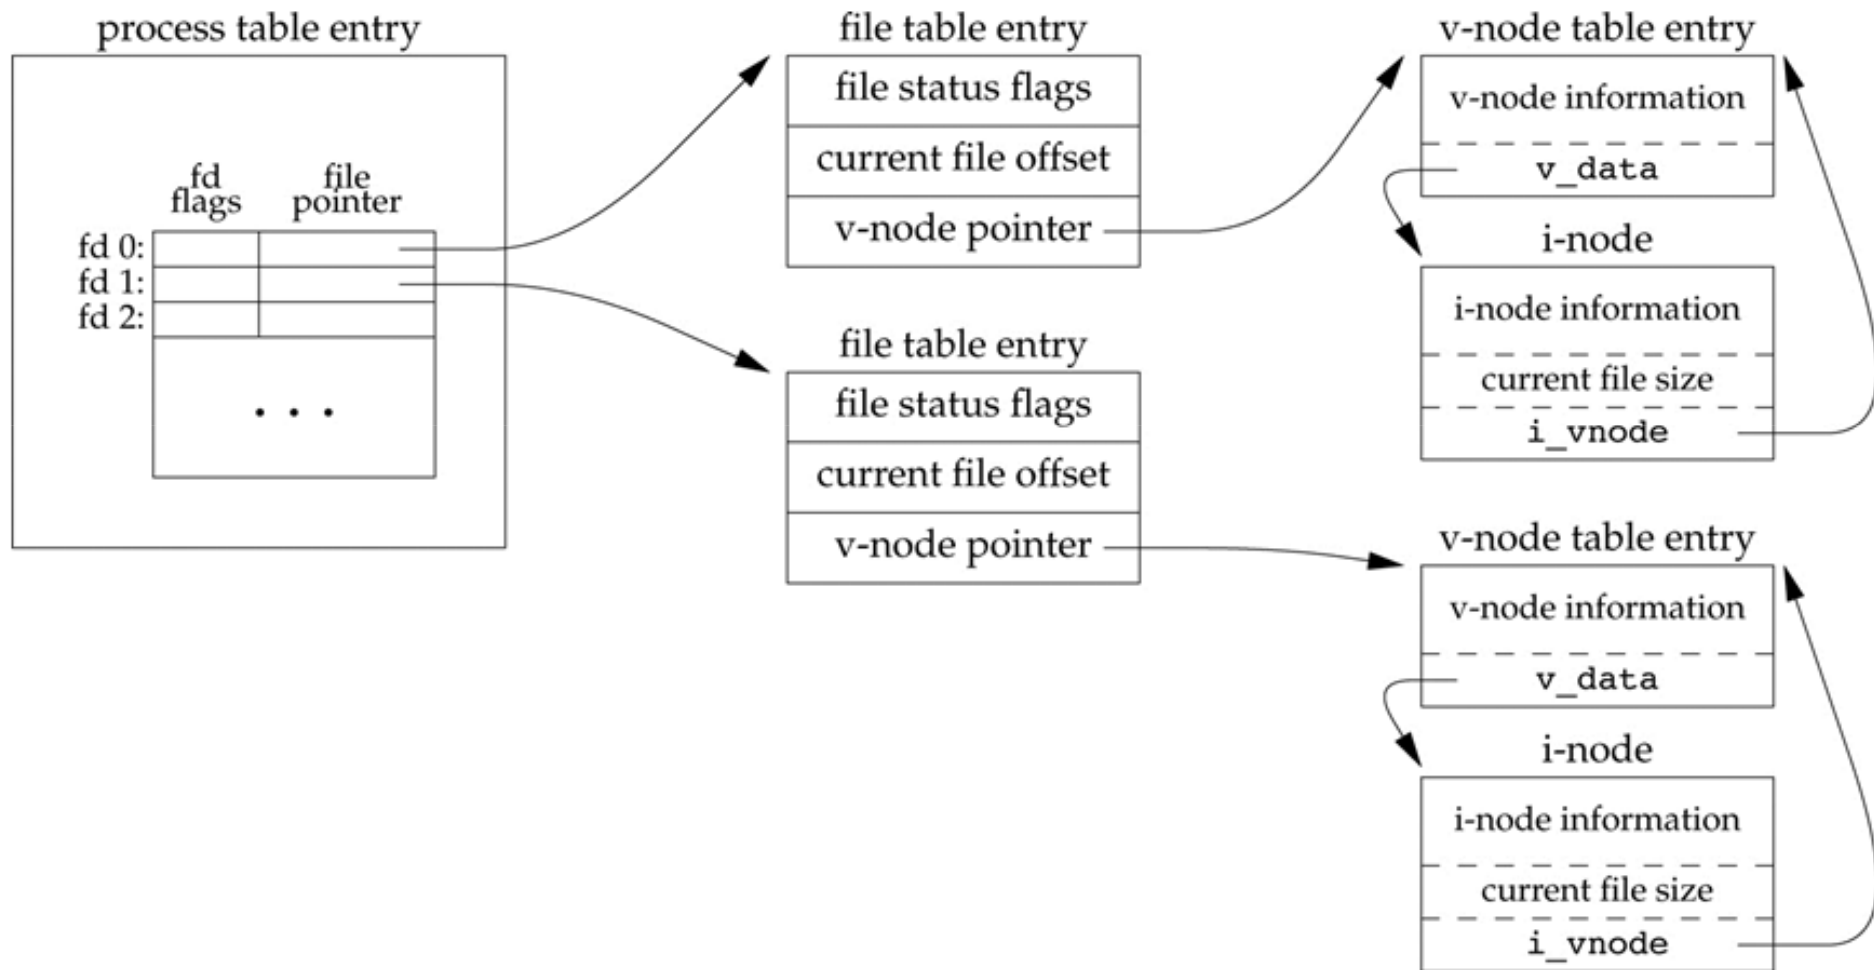 process table entry
fd
flags
file
pointer
fd 0:
fd 1:
fd 2:
. . .
file table entry
file status flags
current file offset
v-node pointer
file table entry
file status flags
current file offset
v-node pointer
v-node table entry
v-node information
v_data
i-node
i-node information
current file size
i_vnode
v-node table entry
v-node information
v_data
i-node
i-node information
current file size
i_vnode